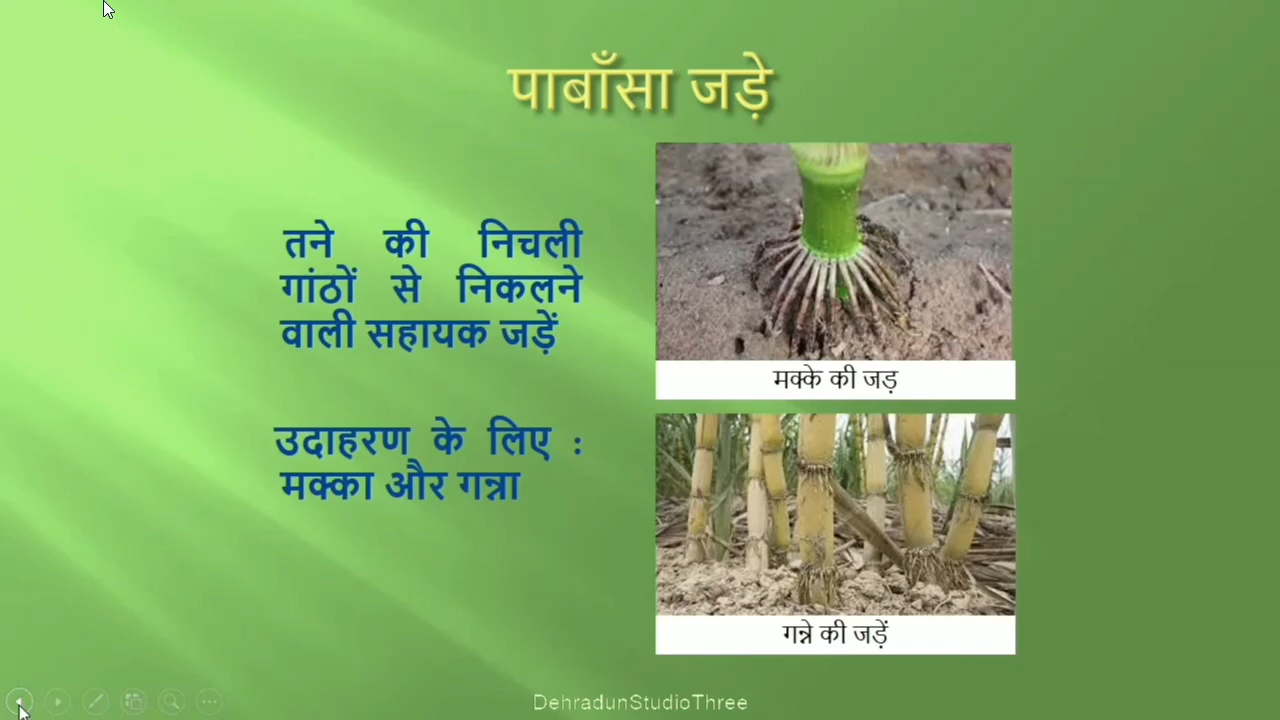 पाबाँसा जड़े
तने की निचली
गांठों से निकलने
वाली सहायक जड़ें
उदाहरण के लिए :
मक्का और गन्ना
मक्के की जड़
गन्ने की जड़ें
DehradunStudioThree